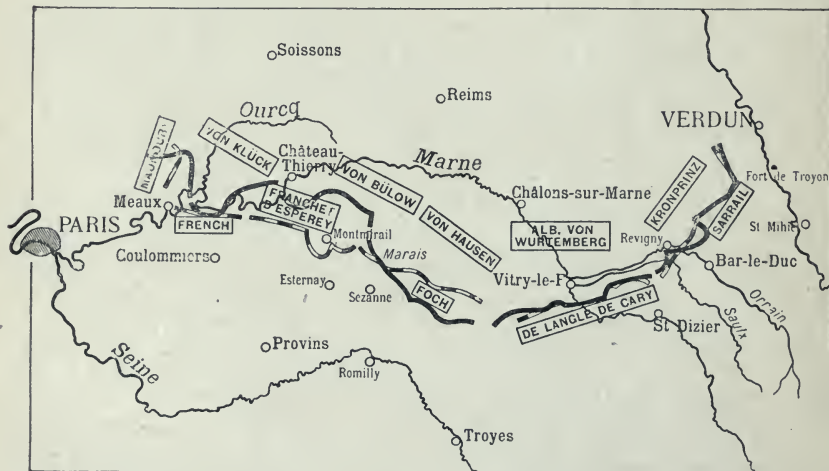 Soissons
Reims
Ourcq
VERDUN
MAUNOURY
VON KLÜCK
Château-
Thierry
VON BÜLOW
Marne
KRONPRINZ
Fort de Troyon
Meaux
FRANCHET
D'ESPEREY
Châlons-sur-Marne
PARIS
FRENCH
VON HAUSEN
ALB. VON
WURTEMBERG
SARRAIL
St Mihl
Montmirail
Revigny
Coulommiers
Marais
Bar-le-Duc
Esternay
Sézanne
FOCH
Vitry-le-F
DE LANGLE DE CARY
Ornain
Saulx
St Dizier
Seine
Provins
Romilly
Troyes